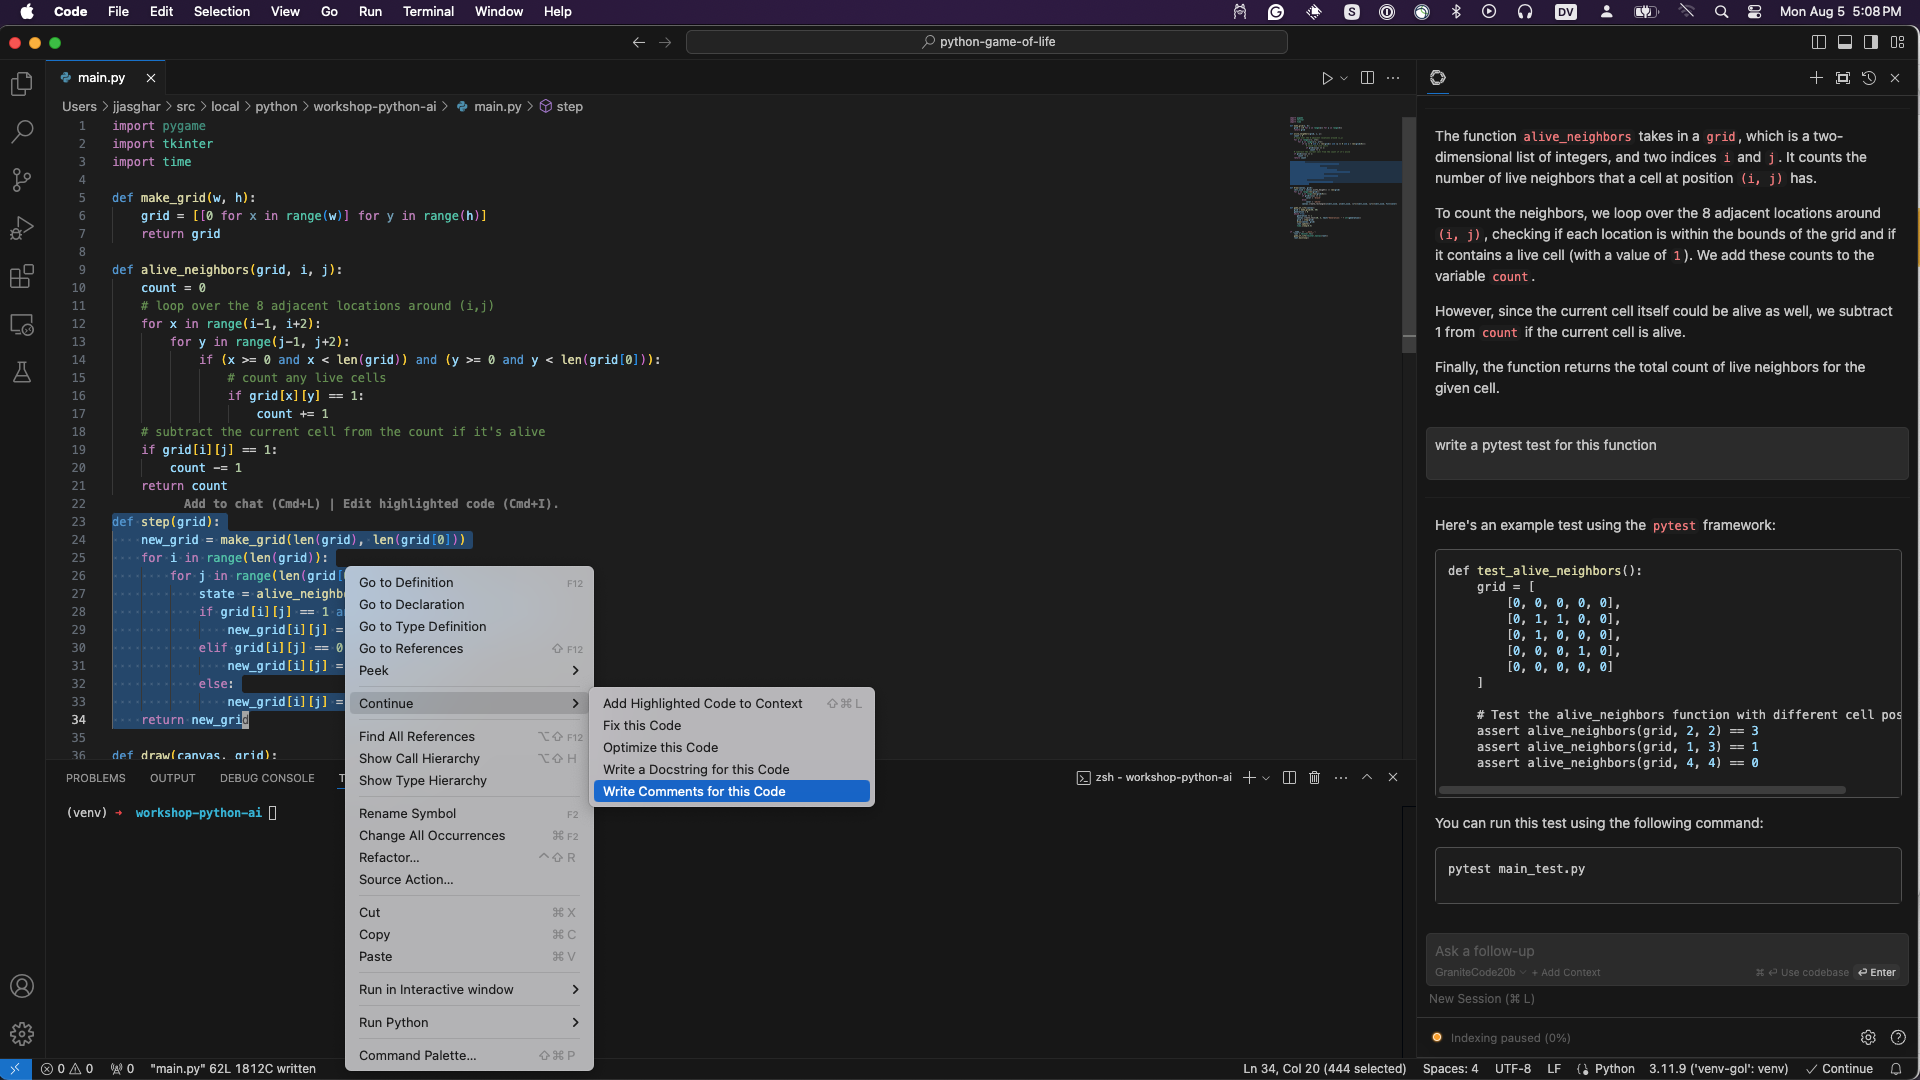 Code File Edit Selection View Go Run Terminal Window Help
DV
Mon Aug 5 5:08 PM
python-game-of-life
main.py
Users > jjasghar > src > local > python > workshop-python-ai > main.py > step
1 import pygame
2 import tkinter
3 import time
4
5 def make_grid(w, h):
6 grid = [[0 for x in range(w)] for y in range(h)]
7 return grid
8
9 def alive_neighbors(grid, i, j):
10 count = 0
11 # loop over the 8 adjacent locations around (i,j)
12 for x in range(i-1, i+2):
13 for y in range(j-1, j+2):
14 if (x >= 0 and x < len(grid)) and (y >= 0 and y < len(grid[0])):
15 # count any live cells
16 if grid[x][y] == 1:
17 count += 1
18 # subtract the current cell from the count if it's alive
19 if grid[i][j] == 1:
20 count -= 1
21 return count
22 Add to chat (Cmd+L) | Edit highlighted code (Cmd+I).
23 def step(grid):
24 new_grid = make_grid(len(grid), len(grid[0]))
25 for i in range(len(grid)):
26 for j in range(len(grid[
27 state = alive_neighb
28 if grid[i][j] == 1
29 new_grid[i][j] =
30 elif grid[i][j] == 0
31 new_grid[i][j] =
32 else:
33 new_grid[i][j] =
34 return new_grid
35
36 def draw(canvas, grid):
Go to Definition F12
Go to Declaration
Go to Type Definition
Go to References ⇧ F12
Peek
Continue
Find All References ⌥⇧ F12
Show Call Hierarchy ⌥⇧ H
Show Type Hierarchy
Rename Symbol F2
Change All Occurrences ⌘ F2
Refactor... ^⇧ R
Source Action...
Cut ⌘ X
Copy ⌘ C
Paste ⌘ V
Run in Interactive window
Run Python
Command Palette... ⇧⌘ P
Add Highlighted Code to Context ⇧⌘ L
Fix this Code
Optimize this Code
Write a Docstring for this Code
Write Comments for this Code
PROBLEMS OUTPUT DEBUG CONSOLE T
zsh - workshop-python-ai
(venv) → workshop-python-ai
The function alive_neighbors takes in a grid, which is a two-
dimensional list of integers, and two indices i and j. It counts the
number of live neighbors that a cell at position (i, j) has.
To count the neighbors, we loop over the 8 adjacent locations around
(i, j), checking if each location is within the bounds of the grid and if
it contains a live cell (with a value of 1). We add these counts to the
variable count.
However, since the current cell itself could be alive as well, we subtract
1 from count if the current cell is alive.
Finally, the function returns the total count of live neighbors for the
given cell.
write a pytest test for this function
Here's an example test using the pytest framework:
def test_alive_neighbors():
grid = [
[0, 0, 0, 0, 0],
[0, 1, 1, 0, 0],
[0, 1, 0, 0, 0],
[0, 0, 0, 1, 0],
[0, 0, 0, 0, 0]
]
# Test the alive_neighbors function with different cell pos
assert alive_neighbors(grid, 2, 2) == 3
assert alive_neighbors(grid, 1, 3) == 1
assert alive_neighbors(grid, 4, 4) == 0
You can run this test using the following command:
pytest main_test.py
Ask a follow-up
GraniteCode20b + Add Context ⌘ ⏎ Use codebase ⏎ Enter
New Session (⌘ L)
Indexing paused (0%)
0 0 0 "main.py" 62L 1812C written
Ln 34, Col 20 (444 selected) Spaces: 4 UTF-8 LF Python 3.11.9 ('venv-gol': venv) ✓ Continue